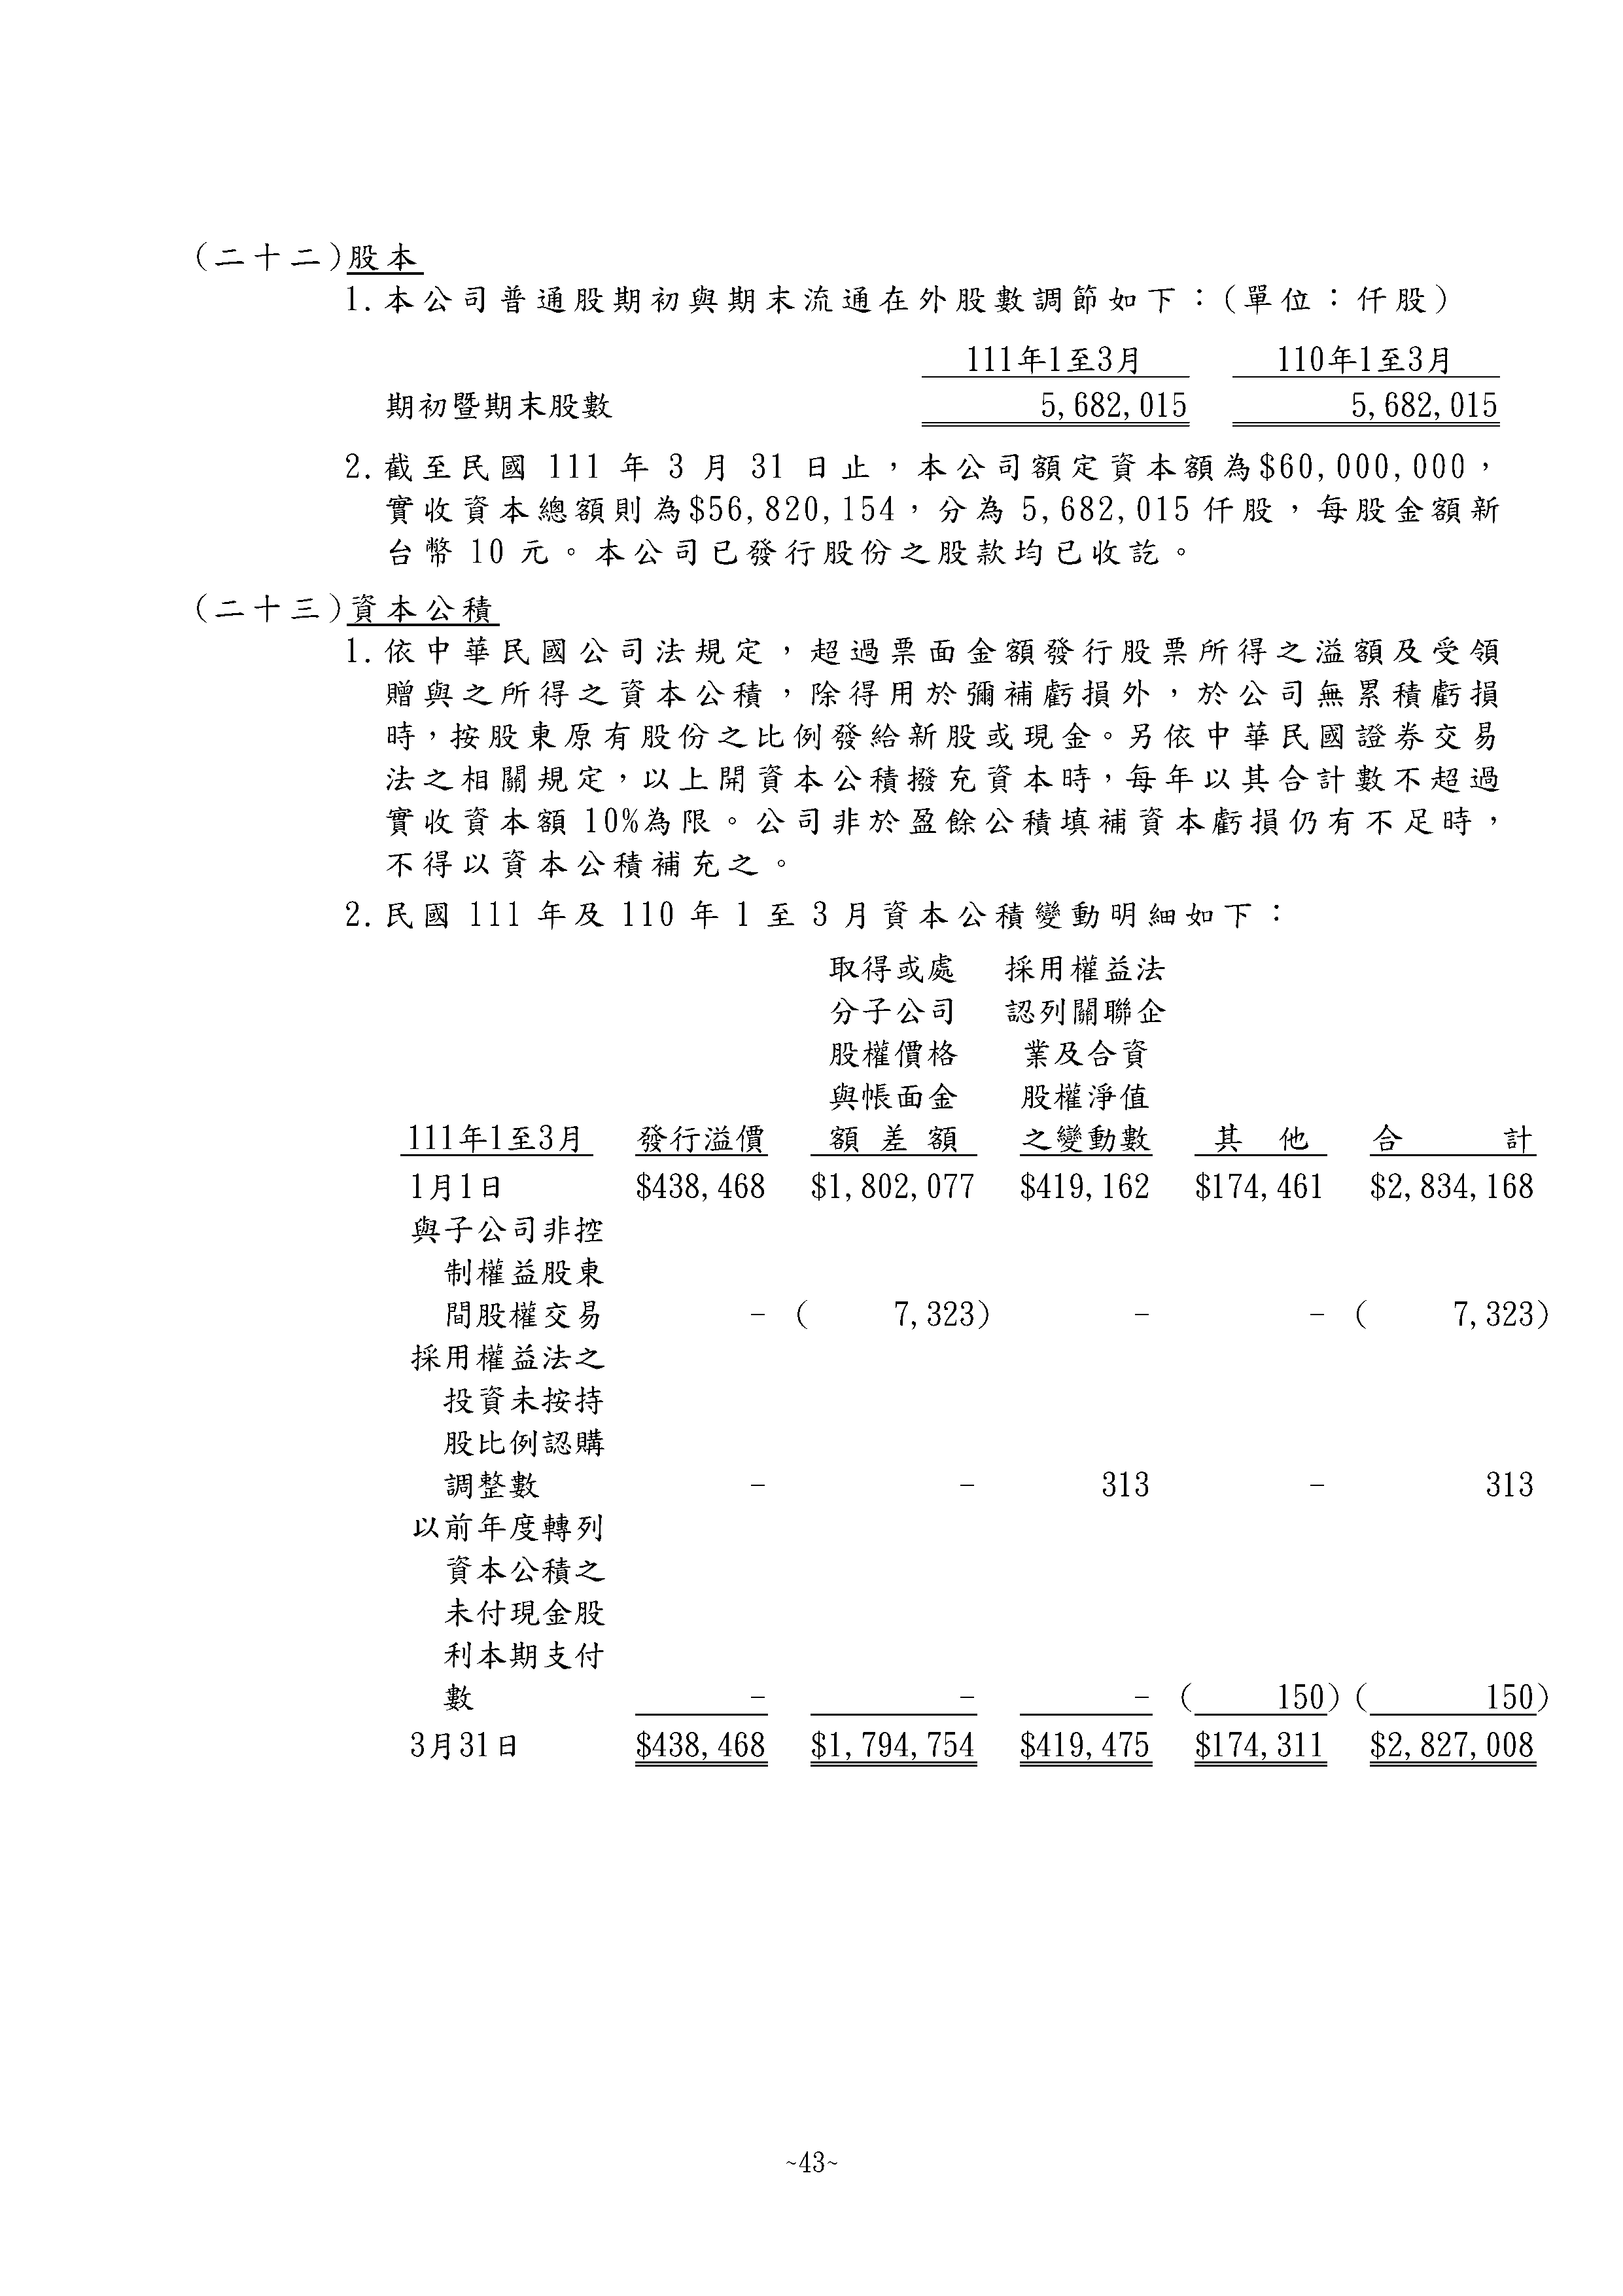 (二十二)股本
1.本公司普通股期初與期末流通在外股數調節如下：(單位：仟股)
111年1至3月 110年1至3月
期初暨期末股數 5,682,015 5,682,015
2.截至民國 111 年 3 月 31 日止，本公司額定資本額為$60,000,000，
實收資本總額則為$56,820,154，分為 5,682,015 仟股，每股金額新
台幣 10 元。本公司已發行股份之股款均已收訖。
(二十三)資本公積
1.依中華民國公司法規定，超過票面金額發行股票所得之溢額及受領
贈與之所得之資本公積，除得用於彌補虧損外，於公司無累積虧損
時，按股東原有股份之比例發給新股或現金。另依中華民國證券交易
法之相關規定，以上開資本公積撥充資本時，每年以其合計數不超過
實收資本額 10%為限。公司非於盈餘公積填補資本虧損仍有不足時，
不得以資本公積補充之。
2.民國 111 年及 110 年 1 至 3 月資本公積變動明細如下：
取得或處 採用權益法
分子公司 認列關聯企
股權價格 業及合資
與帳面金 股權淨值
111年1至3月 發行溢價 額 差 額 之變動數 其 他 合 計
1月1日 $438,468 $1,802,077 $419,162 $174,461 $2,834,168
與子公司非控
制權益股東
間股權交易 - ( 7,323) - - ( 7,323)
採用權益法之
投資未按持
股比例認購
調整數 - - 313 - 313
以前年度轉列
資本公積之
未付現金股
利本期支付
數 - - - ( 150) ( 150)
3月31日 $438,468 $1,794,754 $419,475 $174,311 $2,827,008
~43~